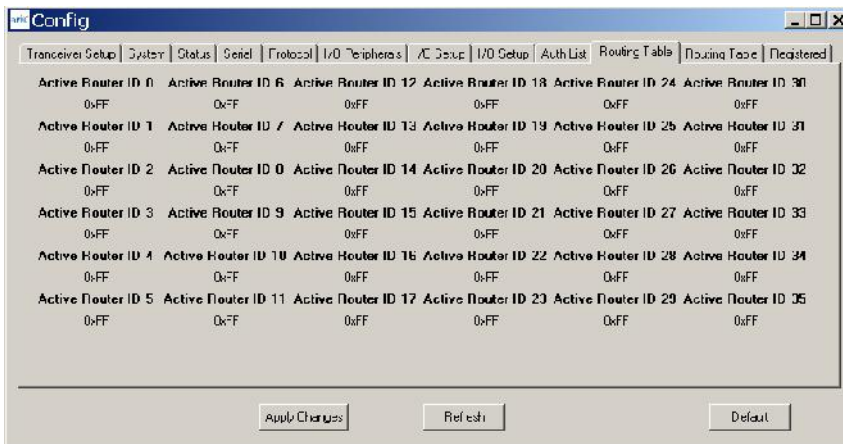 Config
Tranceiver Setup System Status Serial Protocol I/O Peripherals I/O Setup I/O Setup Auth List Routing Table Routing Table Registered
Active Router ID 0 Active Router ID 6 Active Router ID 12 Active Router ID 18 Active Router ID 24 Active Router ID 30
0xFF 0xFF 0xFF 0xFF 0xFF 0xFF
Active Router ID 1 Active Router ID 7 Active Router ID 13 Active Router ID 19 Active Router ID 25 Active Router ID 31
0xFF 0xFF 0xFF 0xFF 0xFF 0xFF
Active Router ID 2 Active Router ID 8 Active Router ID 14 Active Router ID 20 Active Router ID 26 Active Router ID 32
0xFF 0xFF 0xFF 0xFF 0xFF 0xFF
Active Router ID 3 Active Router ID 9 Active Router ID 15 Active Router ID 21 Active Router ID 27 Active Router ID 33
0xFF 0xFF 0xFF 0xFF 0xFF 0xFF
Active Router ID 4 Active Router ID 10 Active Router ID 16 Active Router ID 22 Active Router ID 28 Active Router ID 34
0xFF 0xFF 0xFF 0xFF 0xFF 0xFF
Active Router ID 5 Active Router ID 11 Active Router ID 17 Active Router ID 23 Active Router ID 29 Active Router ID 35
0xFF 0xFF 0xFF 0xFF 0xFF 0xFF
Apply Changes Refresh Default